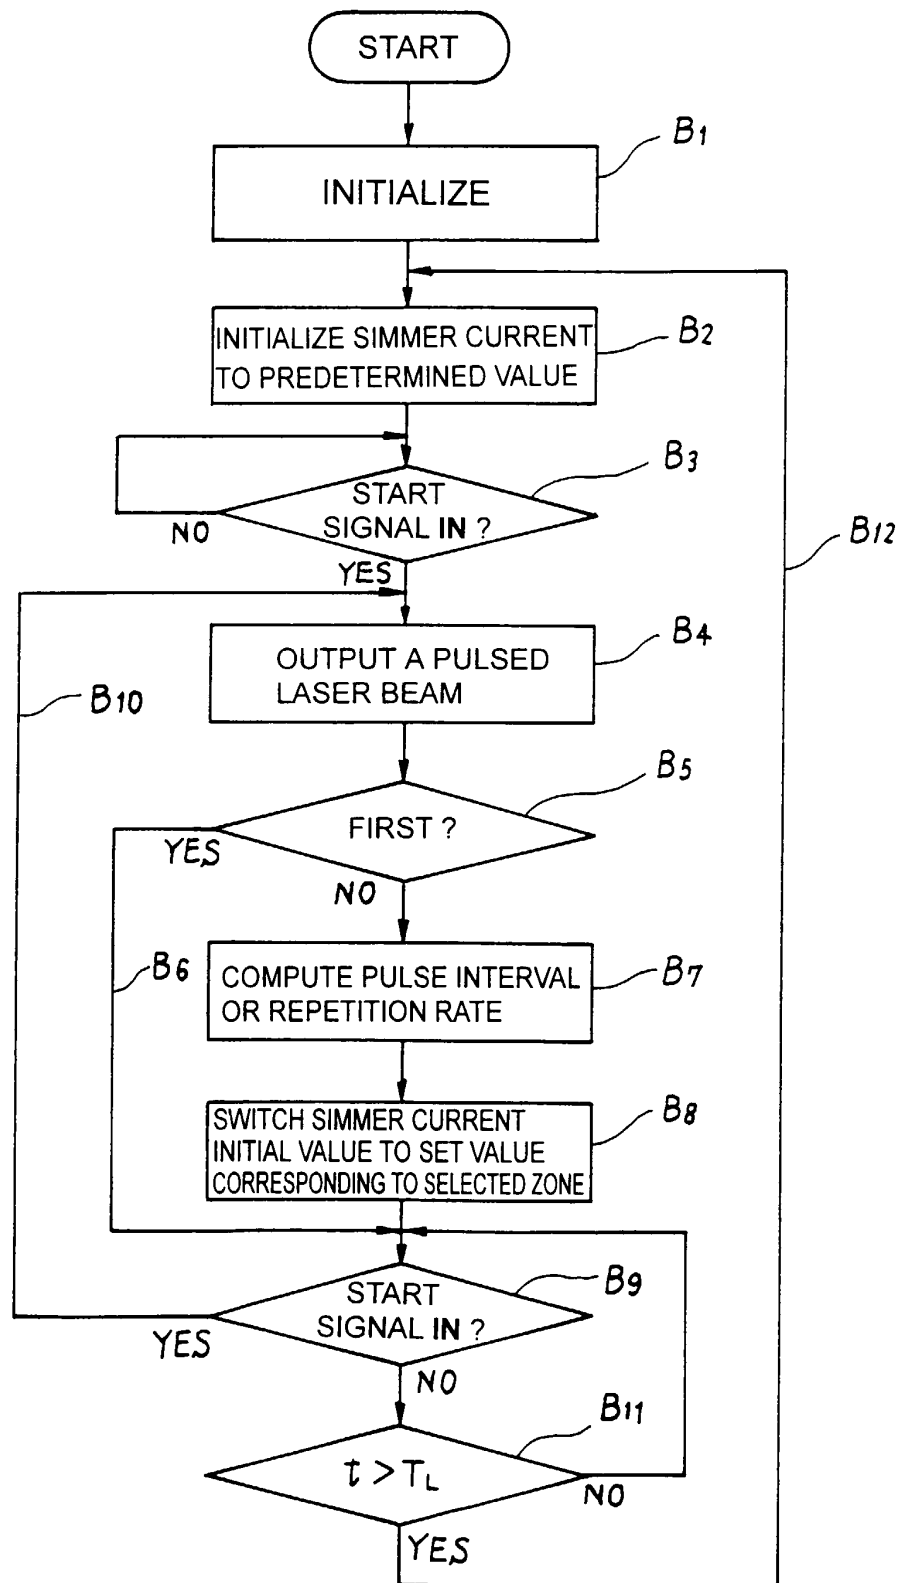 START
B1
INITIALIZE
B2
INITIALIZE SIMMER CURRENT
TO PREDETERMINED VALUE
B3
START
SIGNAL IN ?
NO
B12
YES
B4
OUTPUT A PULSED
LASER BEAM
B10
B5
FIRST ?
YES
NO
B6
B7
COMPUTE PULSE INTERVAL
OR REPETITION RATE
B8
SWITCH SIMMER CURRENT
INITIAL VALUE TO SET VALUE
CORRESPONDING TO SELECTED ZONE
B9
START
SIGNAL IN ?
YES
NO
B11
t > TL
NO
YES